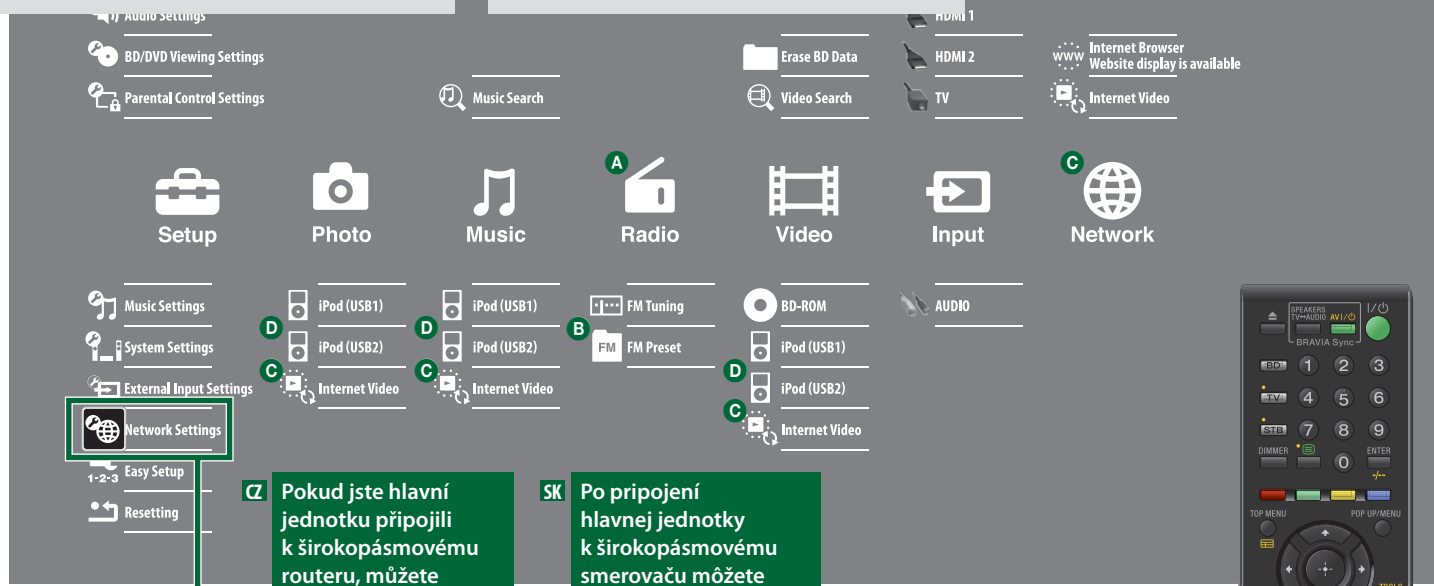 Audio Settings
BD/DVD Viewing Settings
Parental Control Settings
Music Search
Erase BD Data
Video Search
HDMI 1
HDMI 2
TV
www
Internet Browser
Website display is available
Internet Video
Setup
Photo
Music
A
Radio
Video
Input
C
Network
Music Settings
System Settings
External Input Settings
Network Settings
1-2-3 Easy Setup
Resetting
iPod (USB1)
D
iPod (USB2)
C
Internet Video
iPod (USB1)
D
iPod (USB2)
C
Internet Video
FM Tuning
B
FM
FM Preset
BD-ROM
iPod (USB1)
D
iPod (USB2)
C
Internet Video
AUDIO
CZ Pokud jste hlavní
jednotku připojili
k širokopásmovému
routeru, můžete
SK Po pripojení
hlavnej jednotky
k širokopásmovému
smerovaču môžete
SPEAKERS
TV↔AUDIO AV I/⏻ I/⏻
BRAVIA Sync
BD 1 2 3
TV 4 5 6
STB 7 8 9
DIMMER 0 ENTER
-/--
TOP MENU POP UP/MENU
TOOLS